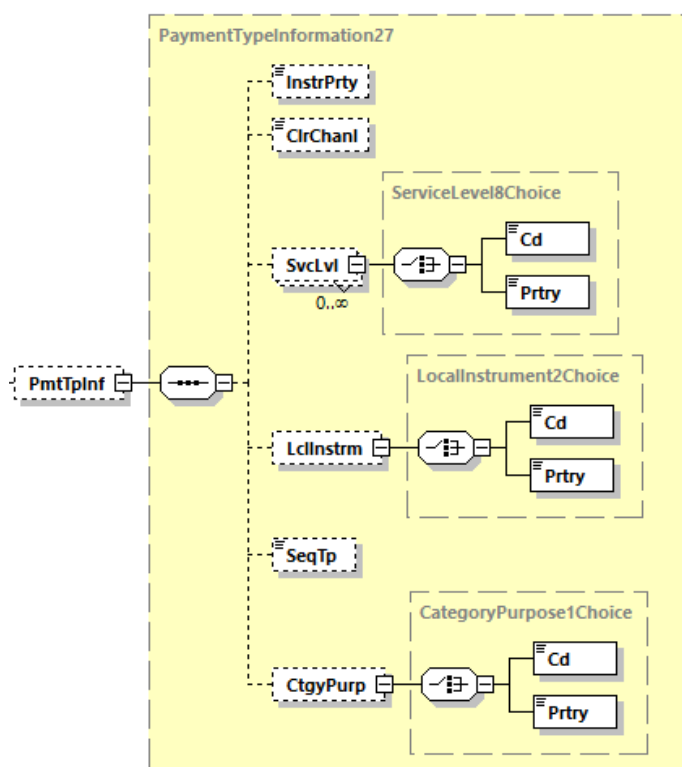 PaymentTypeInformation27
InstrPrty
ClrChanl
ServiceLevel8Choice
Cd
SvcLvl
Prtry
0..∞
LocalInstrument2Choice
PmtTpInf
Cd
LclInstrm
Prtry
SeqTp
CategoryPurpose1Choice
Cd
CtgyPurp
Prtry